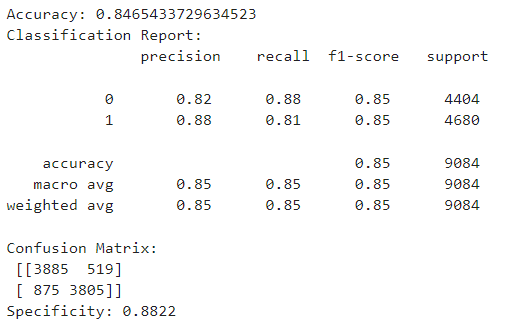 Accuracy: 0.8465433729634523
Classification Report:
              precision    recall  f1-score   support

           0       0.82      0.88      0.85      4404
           1       0.88      0.81      0.85      4680

    accuracy                           0.85      9084
   macro avg       0.85      0.85      0.85      9084
weighted avg       0.85      0.85      0.85      9084

Confusion Matrix:
 [[3885  519]
 [ 875 3805]]
Specificity: 0.8822